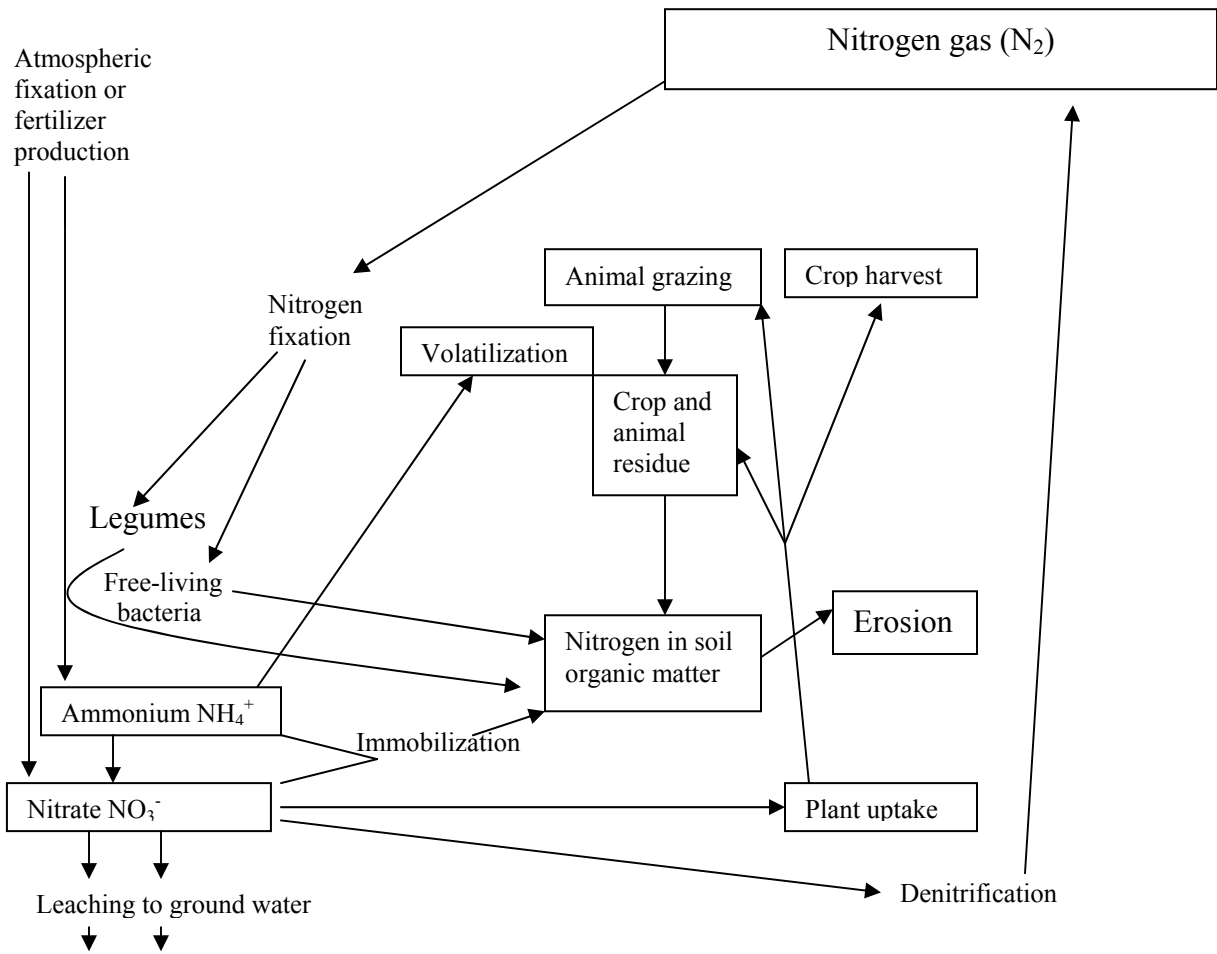 Nitrogen gas (N₂)
Atmospheric
fixation or
fertilizer
production
Animal grazing
Crop harvest
Nitrogen
fixation
Volatilization
Crop and
animal
residue
Legumes
Free-living
bacteria
Nitrogen in soil
organic matter
Erosion
Ammonium NH₄⁺
Immobilization
Nitrate NO₃⁻
Plant uptake
Leaching to ground water
Denitrification